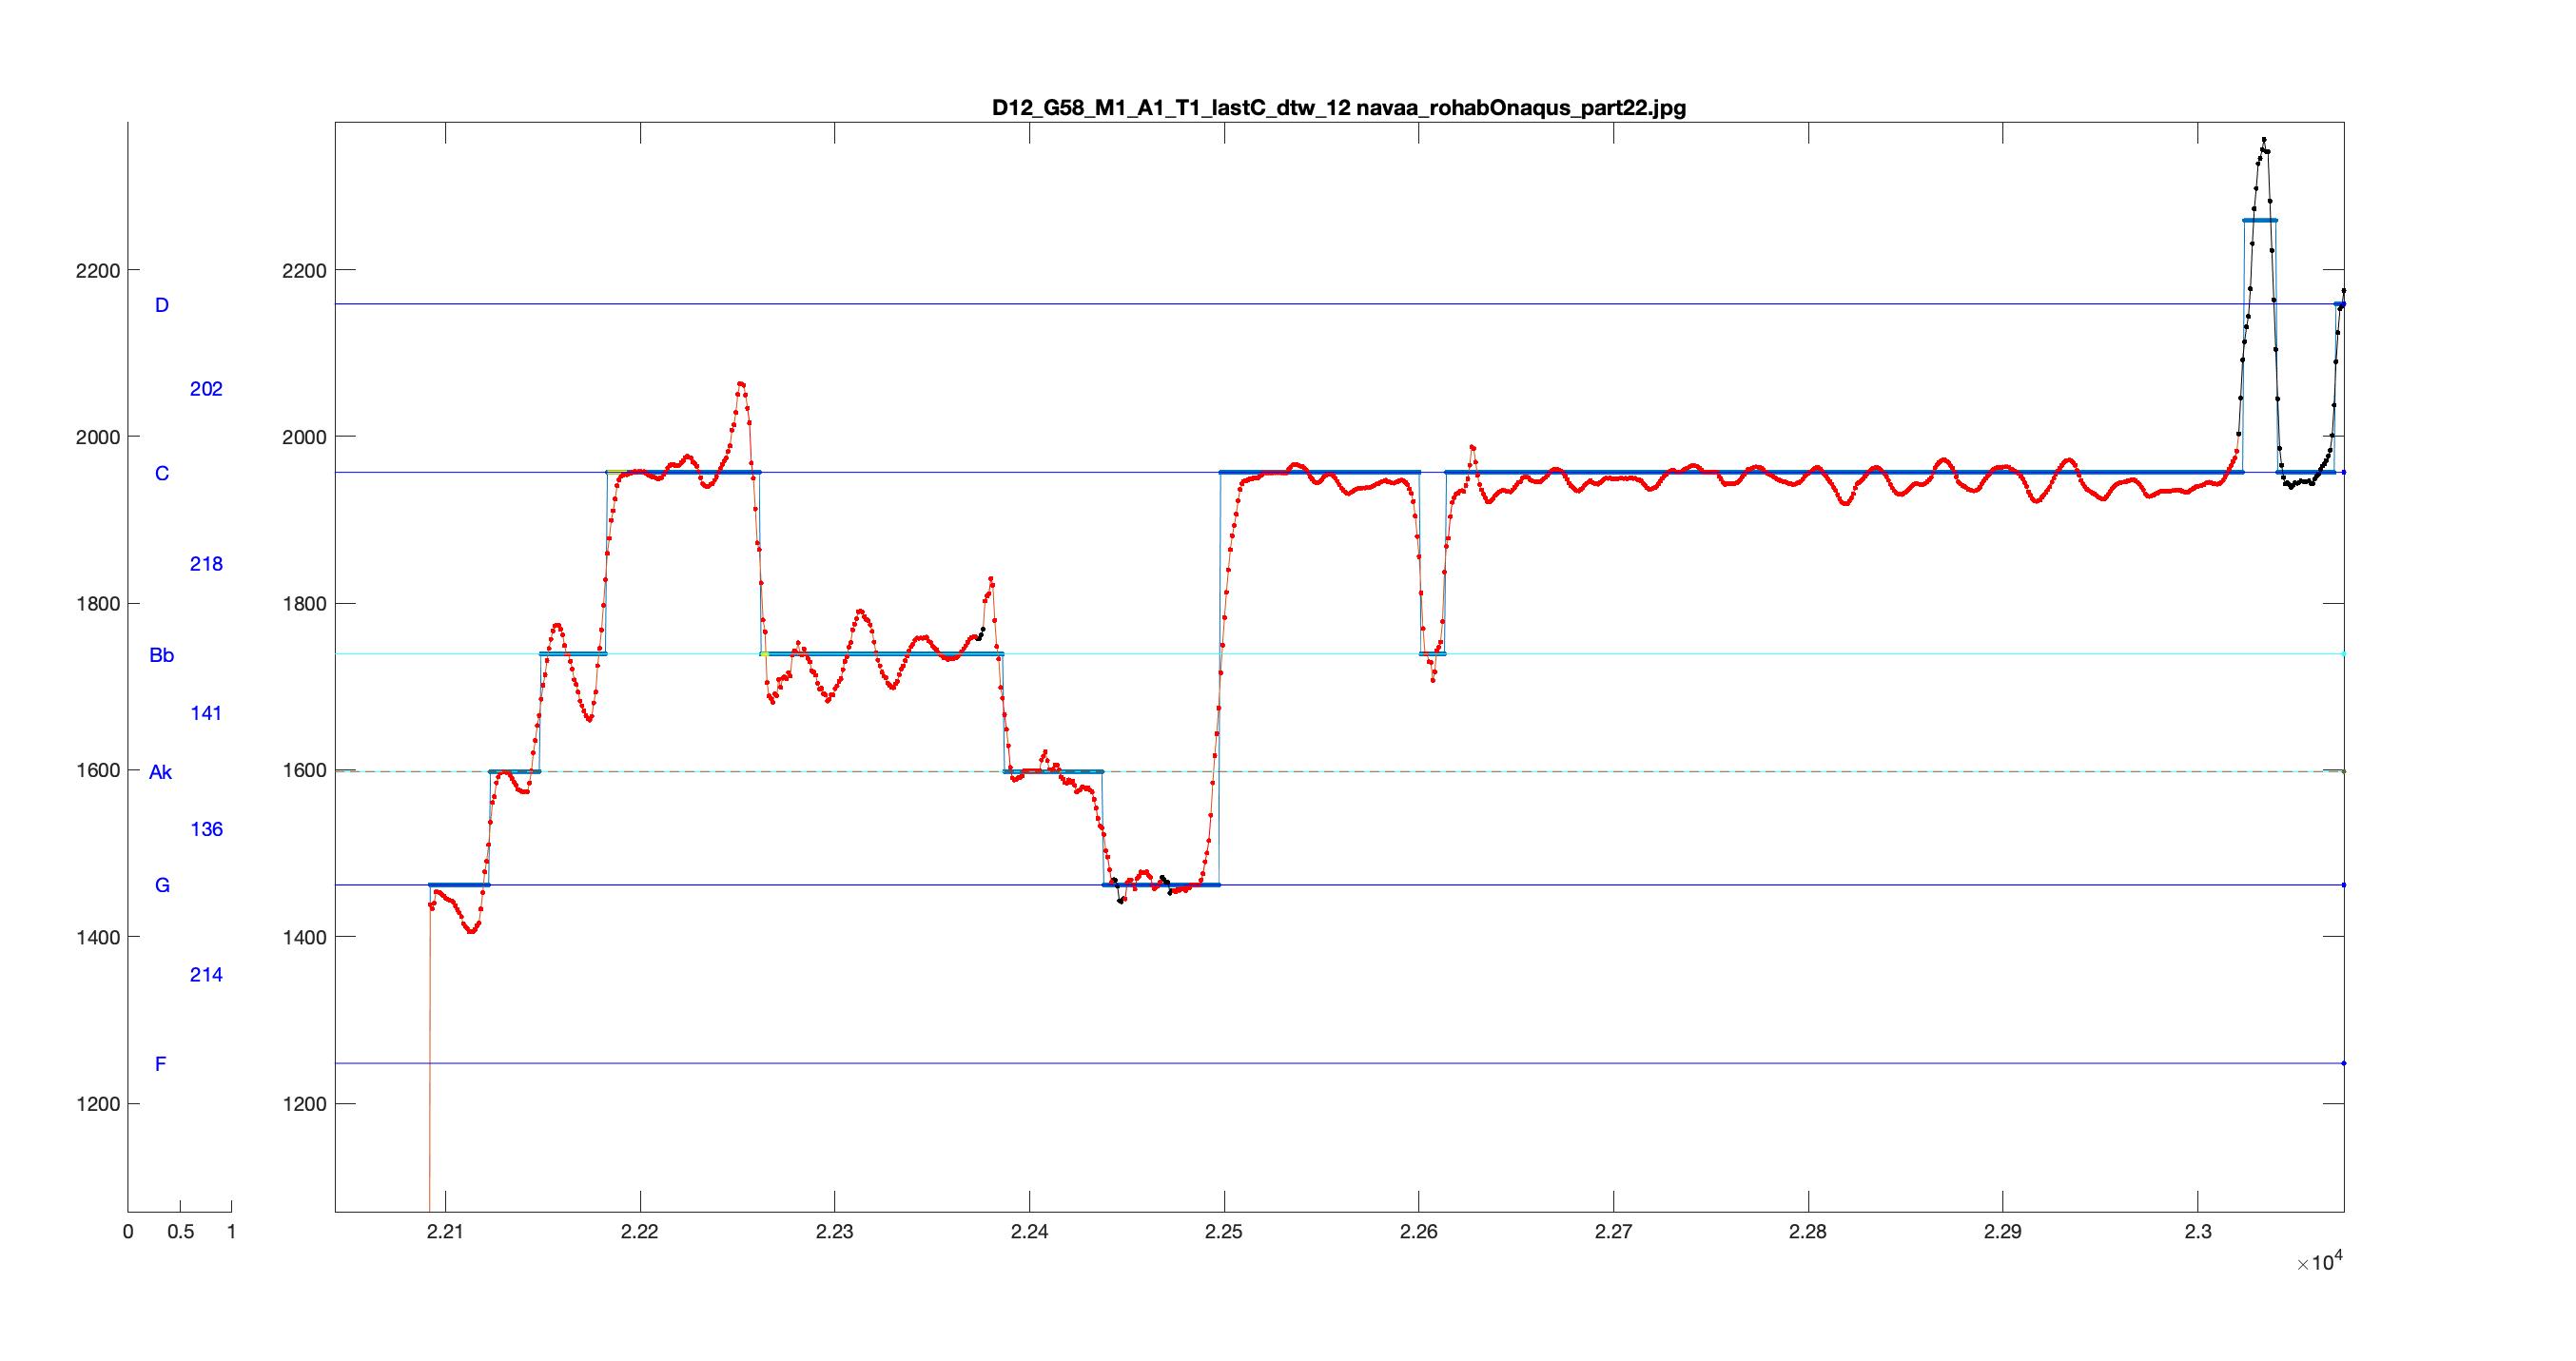 D12_G58_M1_A1_T1_lastC_dtw_12 navaa_rohabOnaqus_part22.jpg
2200 2200
D
202
2000 2000
C
218
1800 1800
Bb
141
1600 Ak 1600
136
G
1400 1400
214
F
1200 1200
0 0.5 1 2.21 2.22 2.23 2.24 2.25 2.26 2.27 2.28 2.29 2.3
×10⁴